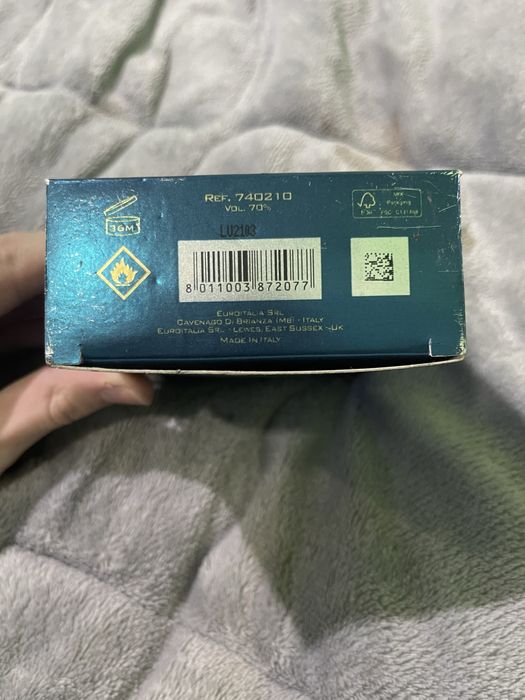 REF. 740210
VOL. 70%
MIX
Packaging
36M
LU2103
8 011003 872077
EUROITALIA SRL
CAVENAGO DI BRIANZA (MB) - ITALY
EUROITALIA SRL - LEWES, EAST SUSSEX - UK
MADE IN ITALY